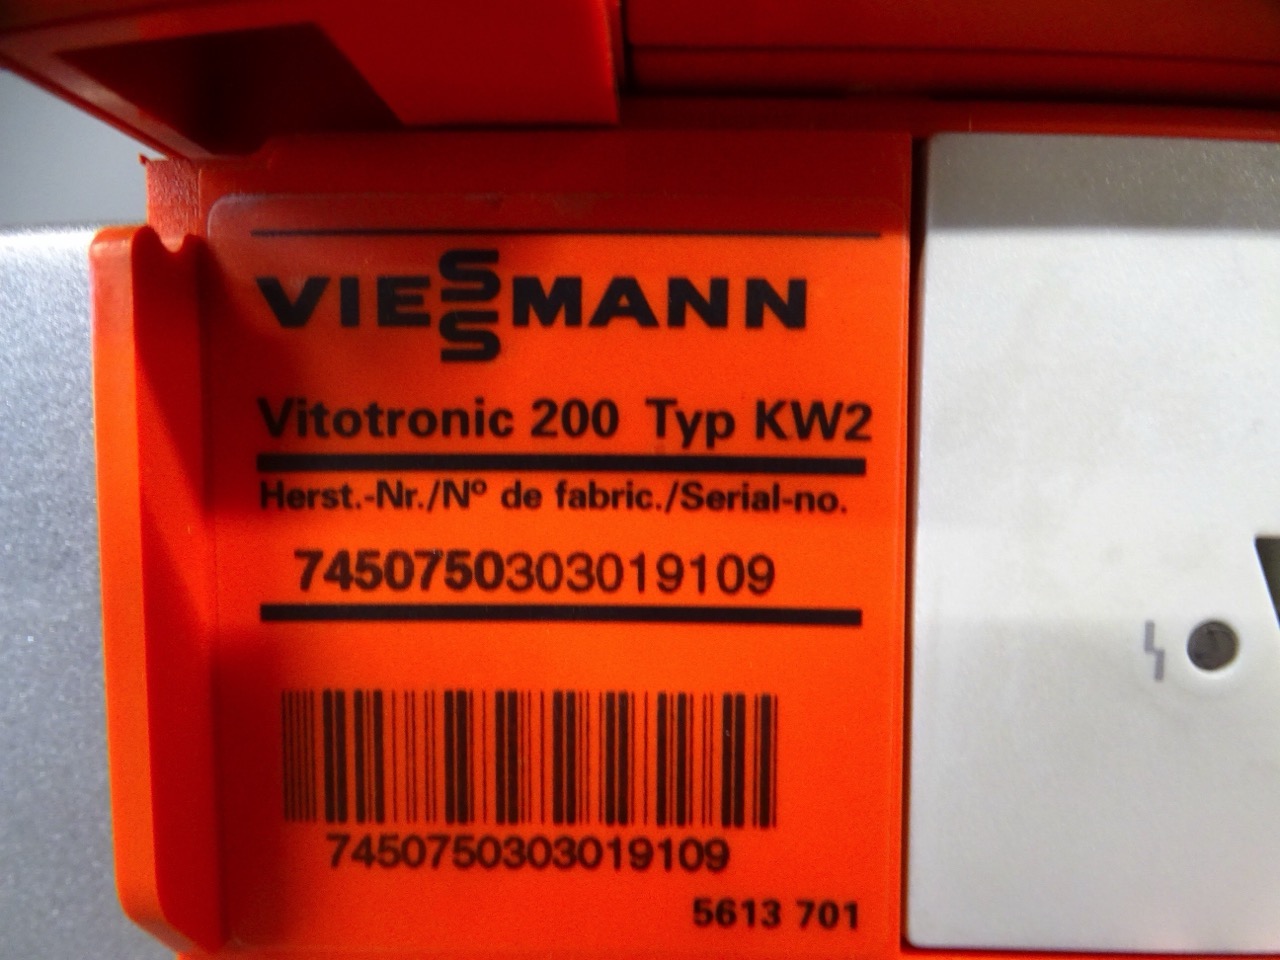 VIESSMANN
Vitotronic 200 Typ KW2
Herst.-Nr./Nº de fabric./Serial-no.
7450750303019109
7450750303019109
5613 701